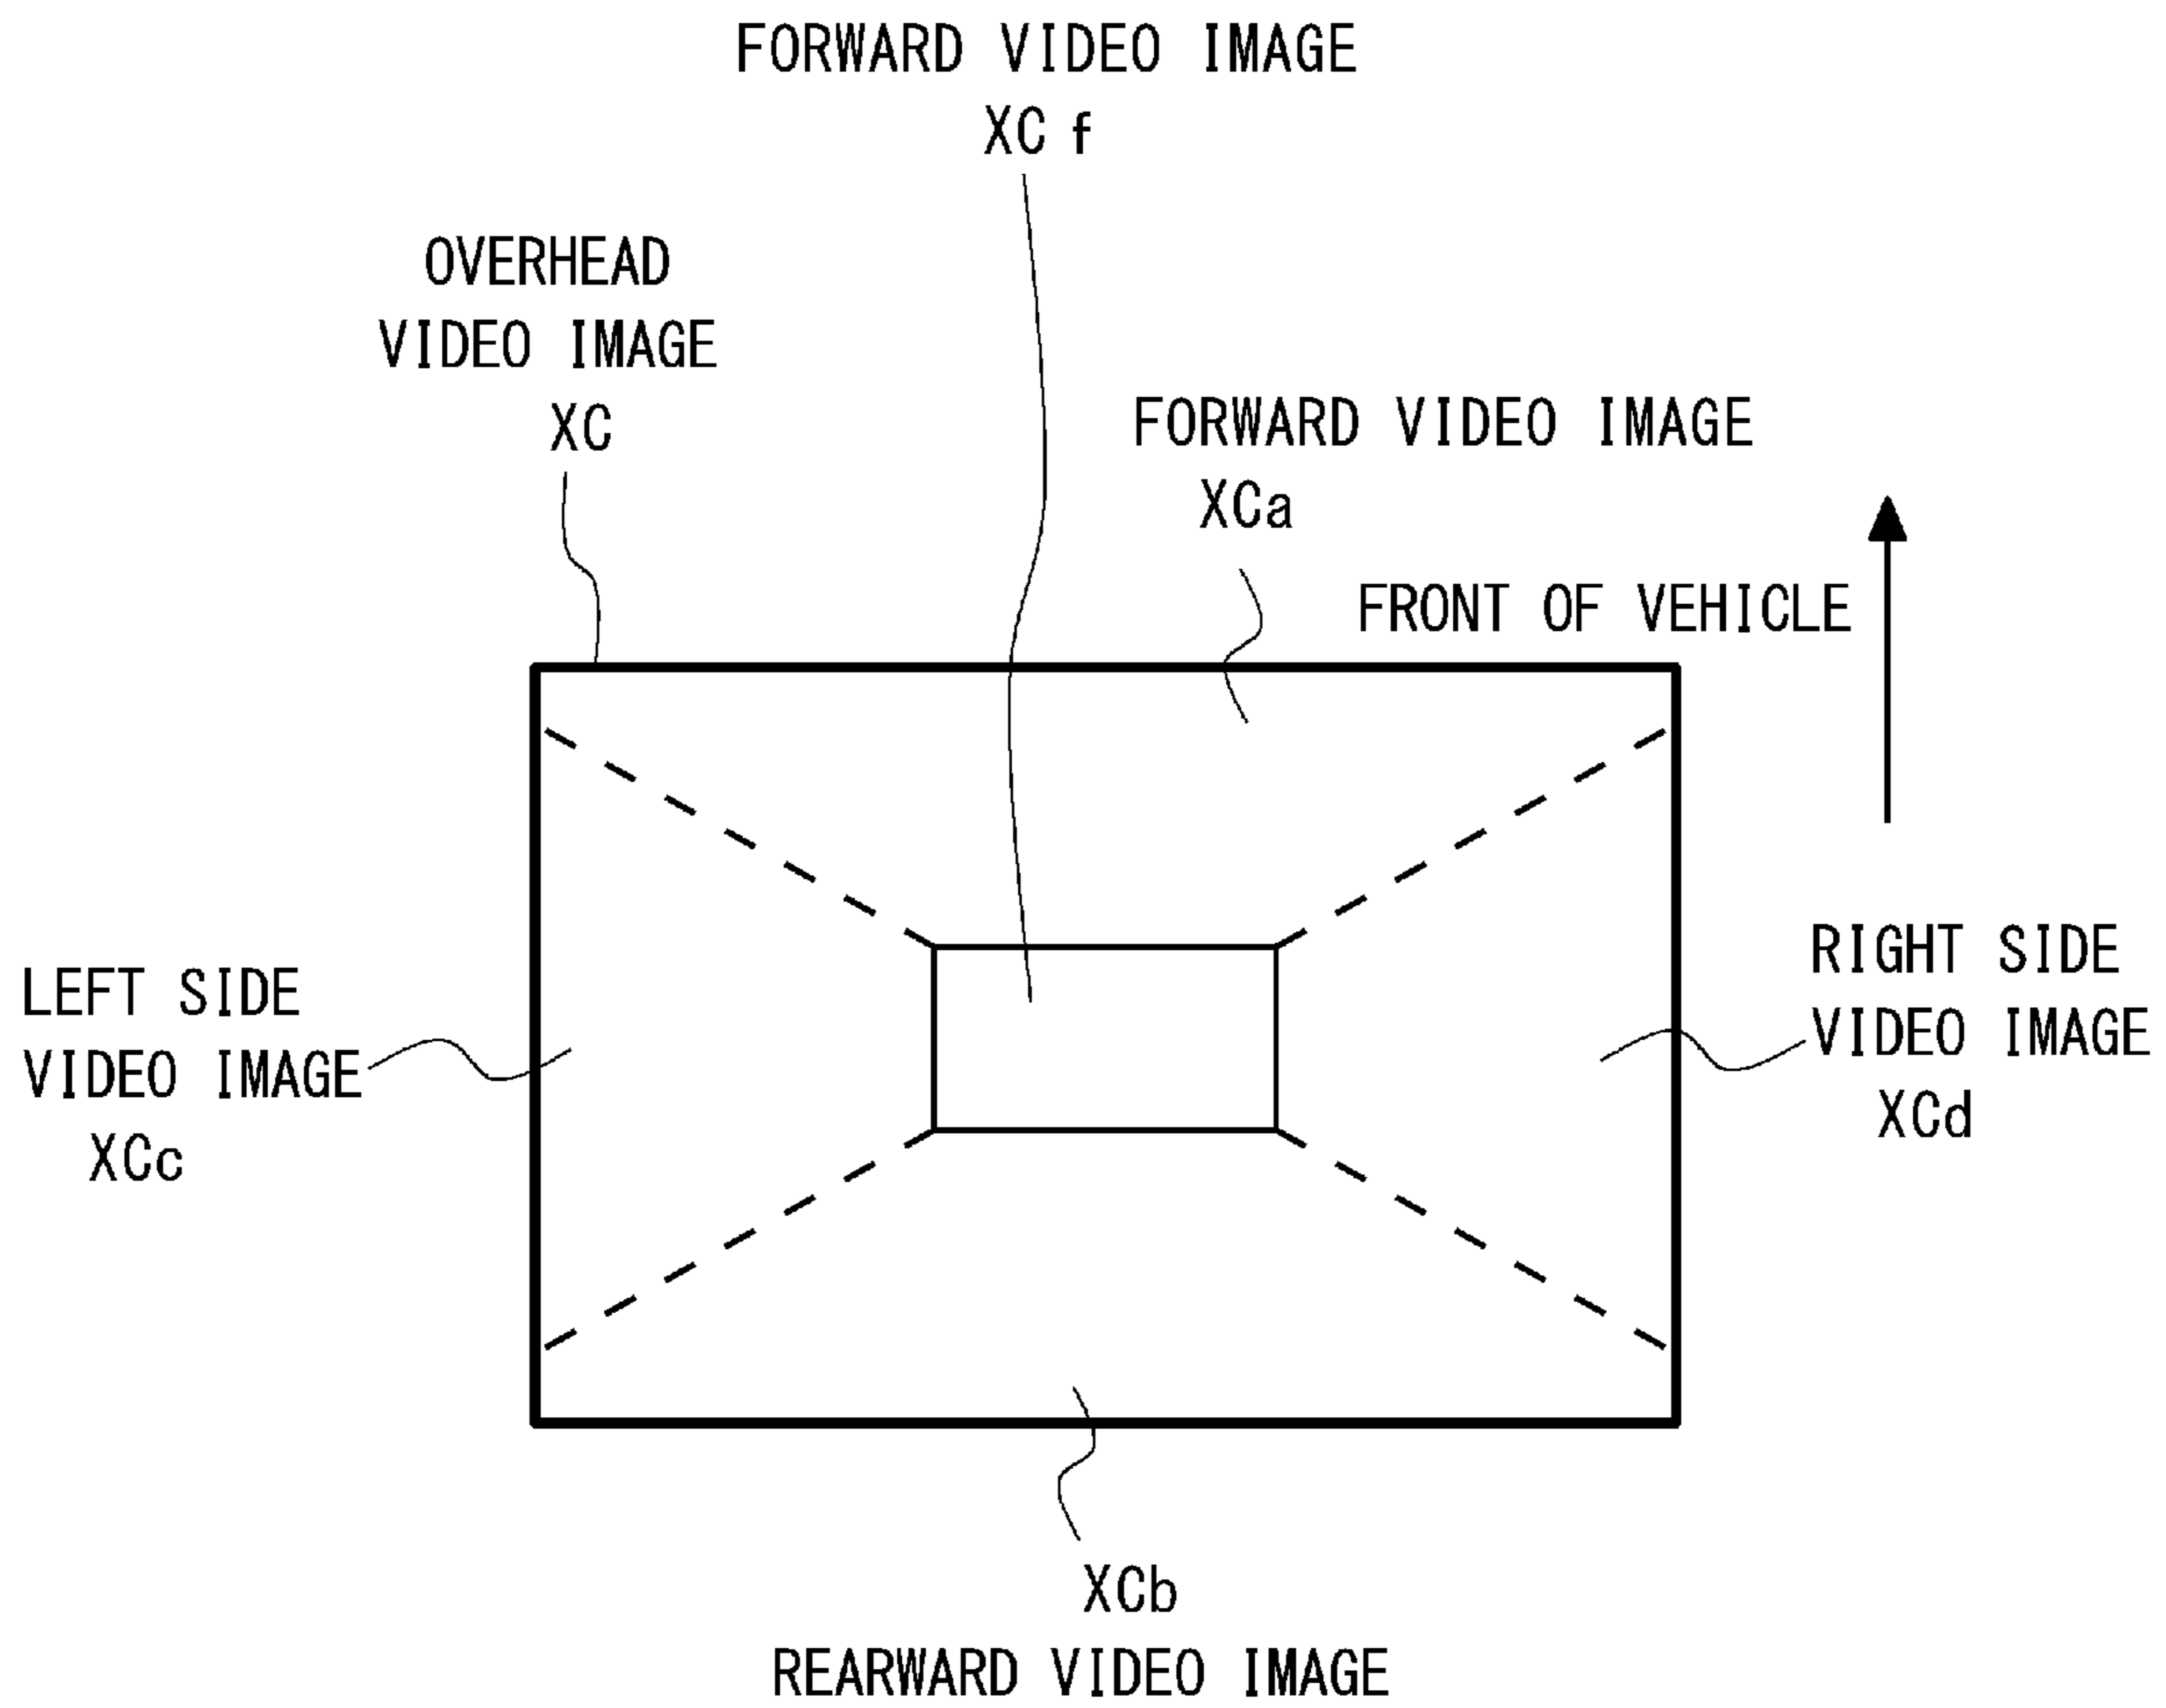 FORWARD VIDEO IMAGE
XC f
OVERHEAD
VIDEO IMAGE
XC
FORWARD VIDEO IMAGE
XCa
FRONT OF VEHICLE
LEFT SIDE
VIDEO IMAGE
XCc
RIGHT SIDE
VIDEO IMAGE
XCd
XCb
REARWARD VIDEO IMAGE